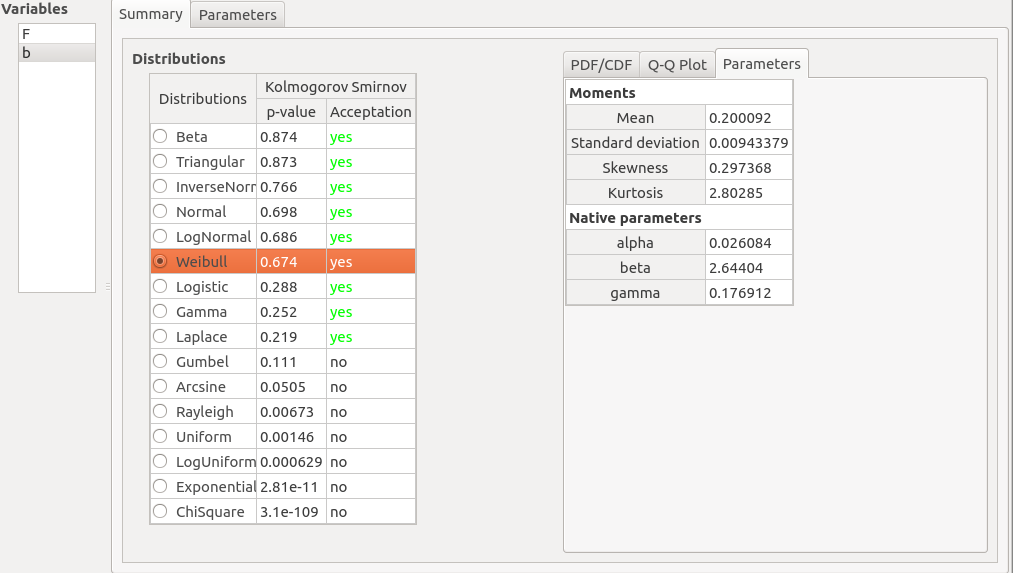 Variables
F
b
Summary Parameters
Distributions
Distributions Kolmogorov Smirnov
p-value Acceptation
Beta 0.874 yes
Triangular 0.873 yes
InverseNorr 0.766 yes
Normal 0.698 yes
LogNormal 0.686 yes
Weibull 0.674 yes
Logistic 0.288 yes
Gamma 0.252 yes
Laplace 0.219 yes
Gumbel 0.111 no
Arcsine 0.0505 no
Rayleigh 0.00673 no
Uniform 0.00146 no
LogUniform 0.000629 no
Exponential 2.81e-11 no
ChiSquare 3.1e-109 no
PDF/CDF Q-Q Plot Parameters
Moments
Mean 0.200092
Standard deviation 0.00943379
Skewness 0.297368
Kurtosis 2.80285
Native parameters
alpha 0.026084
beta 2.64404
gamma 0.176912